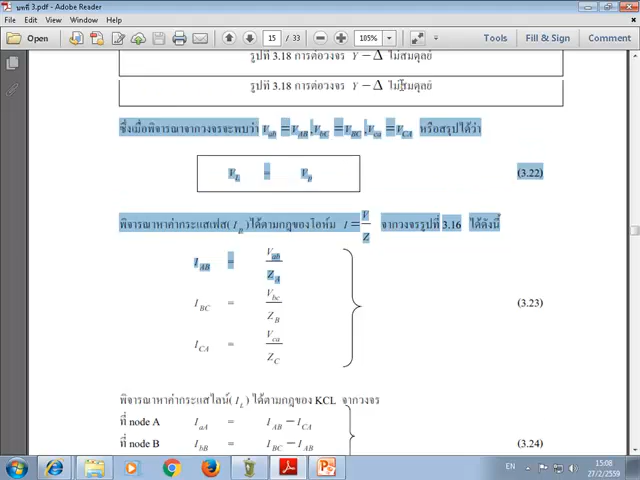 บทที่ 3.pdf - Adobe Reader
File Edit View Window Help
15 / 33 185% Tools Fill & Sign Comment
รูปที่ 3.18 การต่อวงจร Y − Δ ไม่สมดุลย์
รูปที่ 3.18 การต่อวงจร Y − Δ ไม่สมดุลย์
ซึ่งเมื่อพิจารณาจากวงจรจะพบว่า V_ab = V_AB , V_bC = V_BC , V_ca = V_CA หรือสรุปได้ว่า
V_L = V_P (3.22)
พิจารณาหาค่ากระแสเฟส( I_P )ได้ตามกฎของโอห์ม I = V/Z จากวงจรรูปที่ 3.16 ได้ดังนี้
I_AB = V_ab / Z_A
I_BC = V_bc / Z_B (3.23)
I_CA = V_ca / Z_C
พิจารณาหาค่ากระแสไลน์( I_L ) ได้ตามกฎของ KCL จากวงจร
ที่ node A I_aA = I_AB − I_CA
ที่ node B I_bB = I_BC − I_AB (3.24)
EN 15:08
27/2/2559